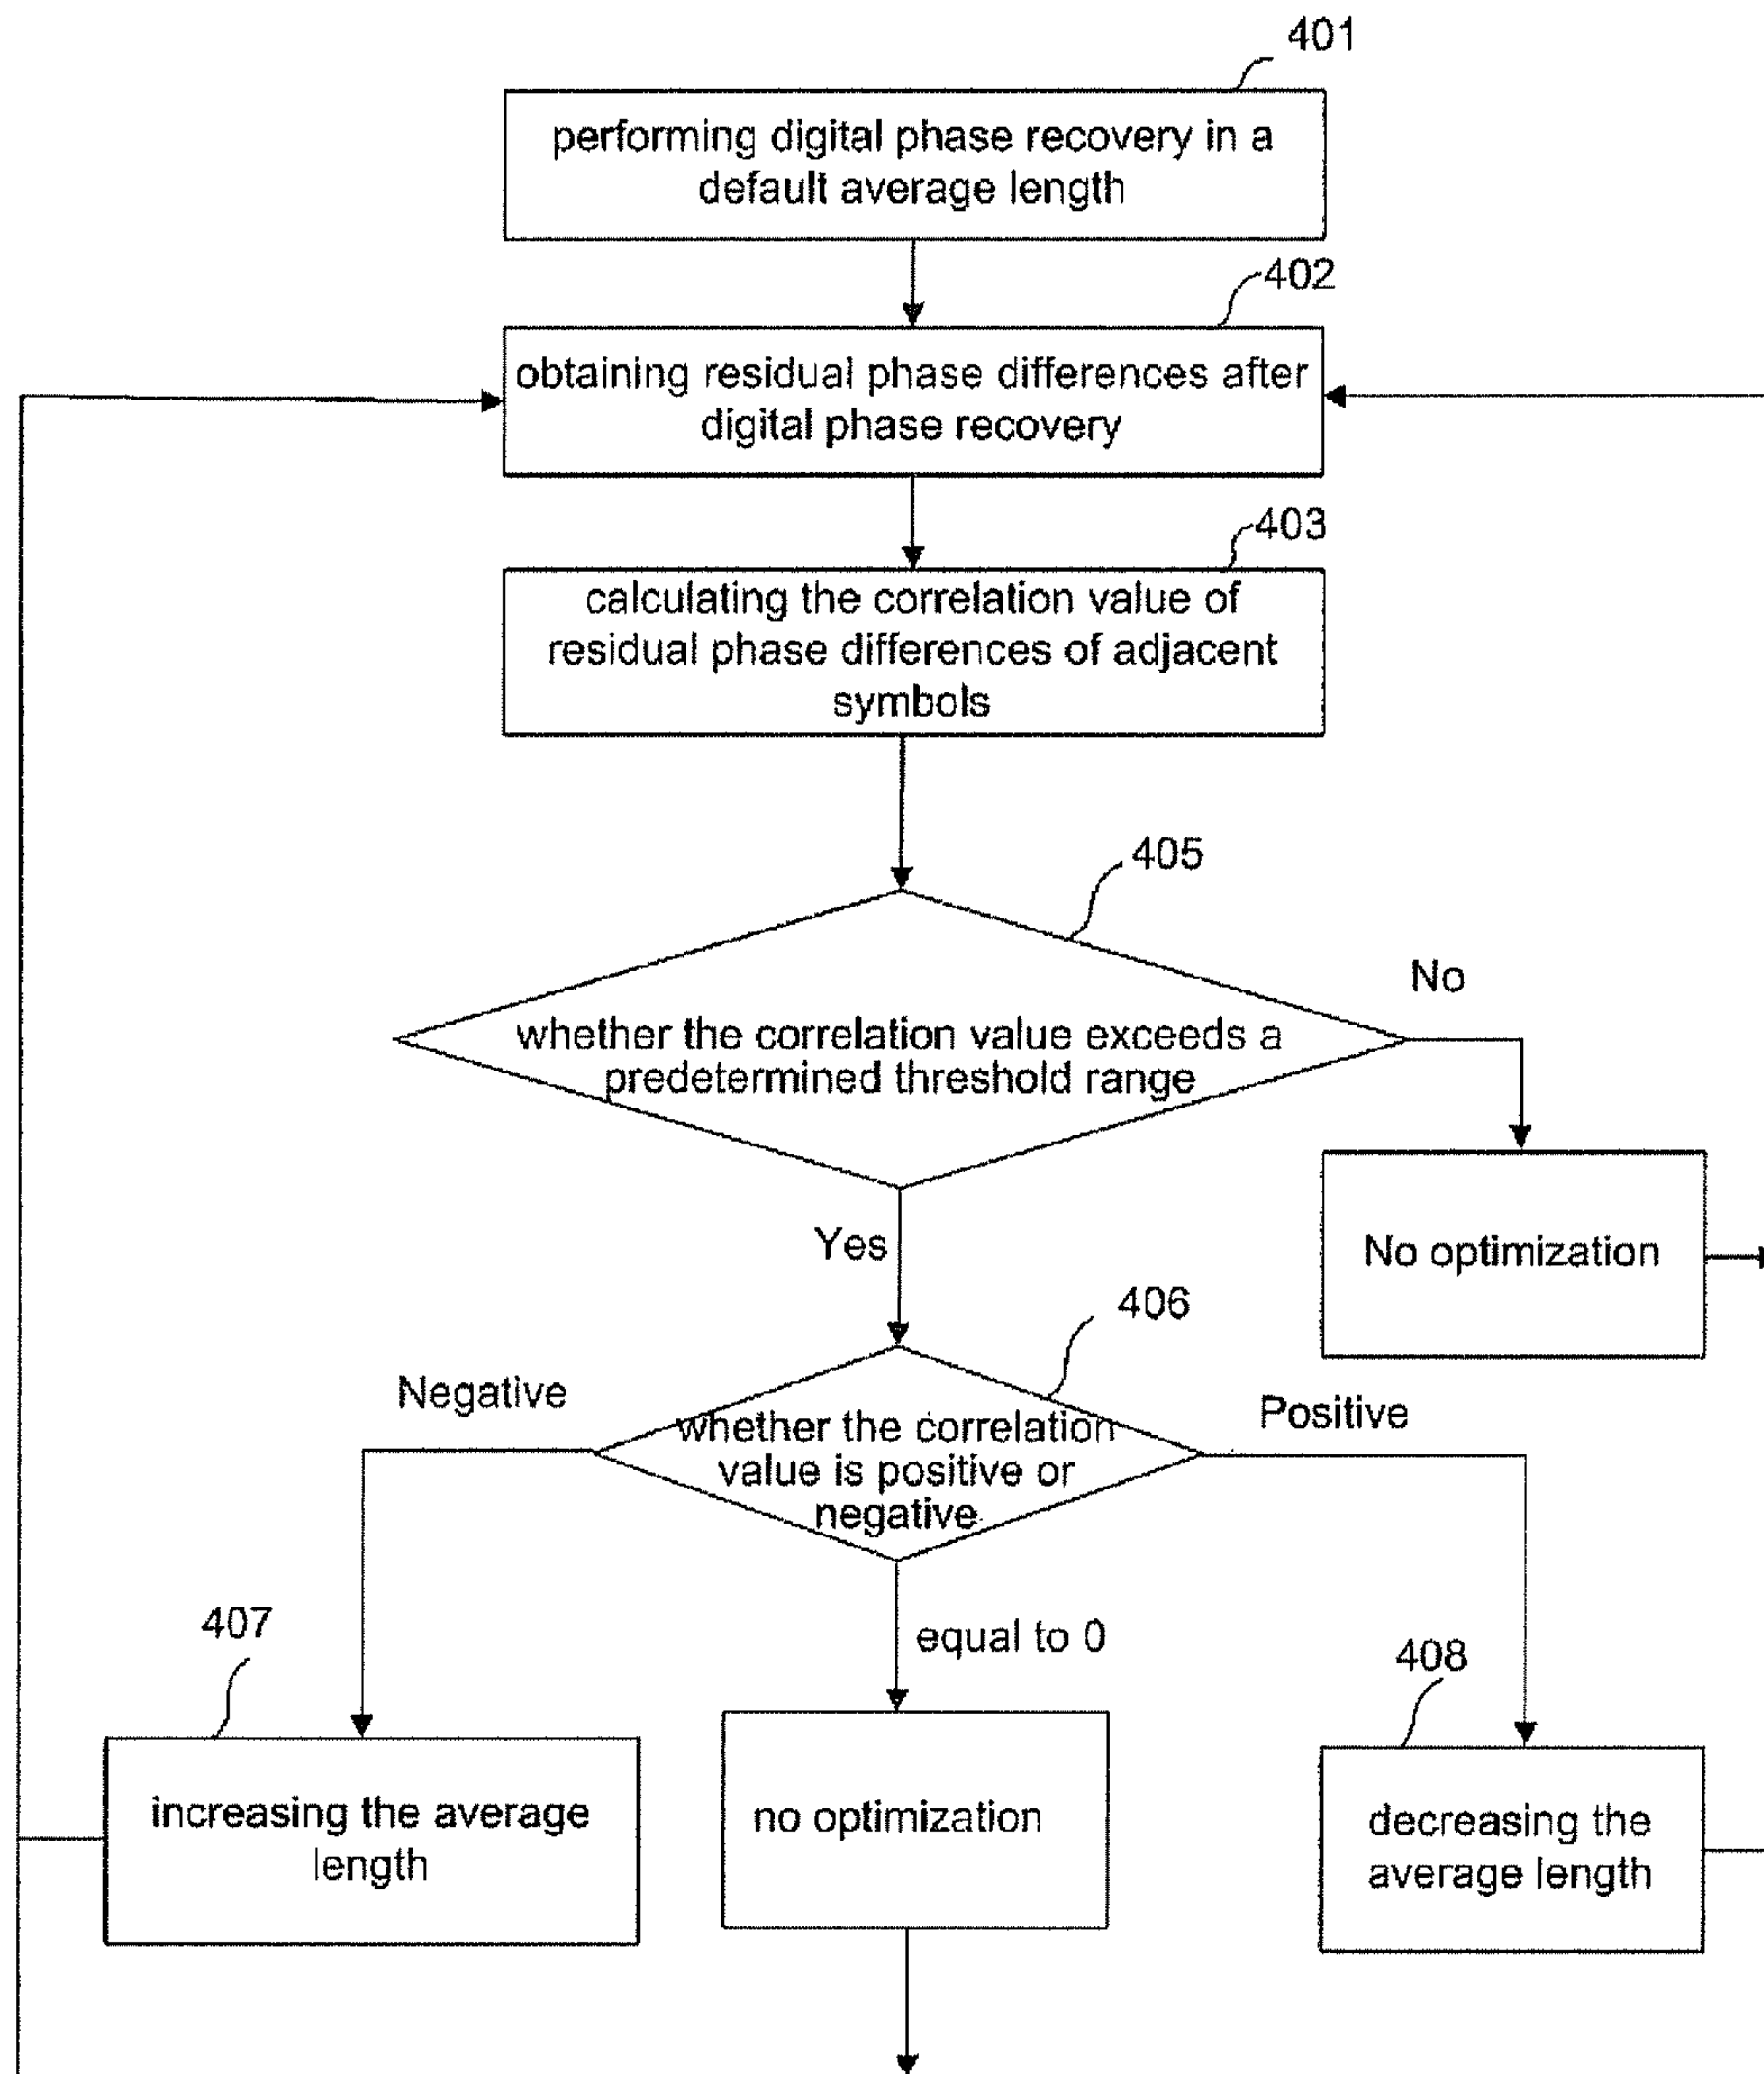 401
performing digital phase recovery in a
default average length
402
obtaining residual phase differences after
digital phase recovery
403
calculating the correlation value of
residual phase differences of adjacent
symbols
405
No
whether the correlation value exceeds a
predetermined threshold range
Yes
No optimization
406
Negative
Positive
whether the correlation
value is positive or
negative
407
equal to 0
408
increasing the average
length
no optimization
decreasing the
average length